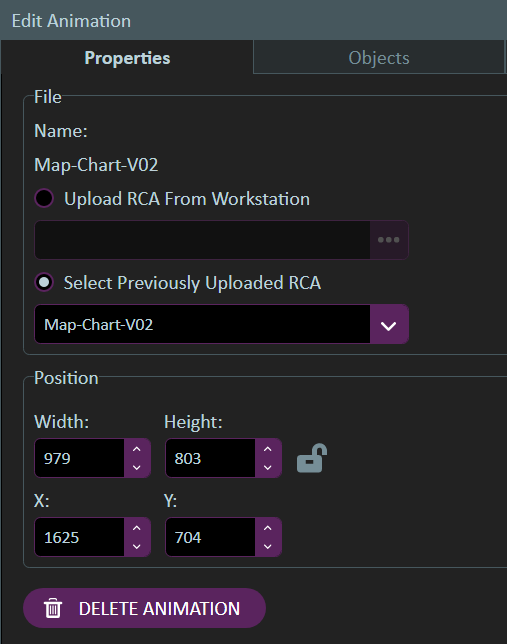 Edit Animation
Properties
Objects
File
Name:
Map-Chart-V02
Upload RCA From Workstation
Select Previously Uploaded RCA
Map-Chart-V02
Position
Width:
Height:
979
803
X:
Y:
1625
704
DELETE ANIMATION